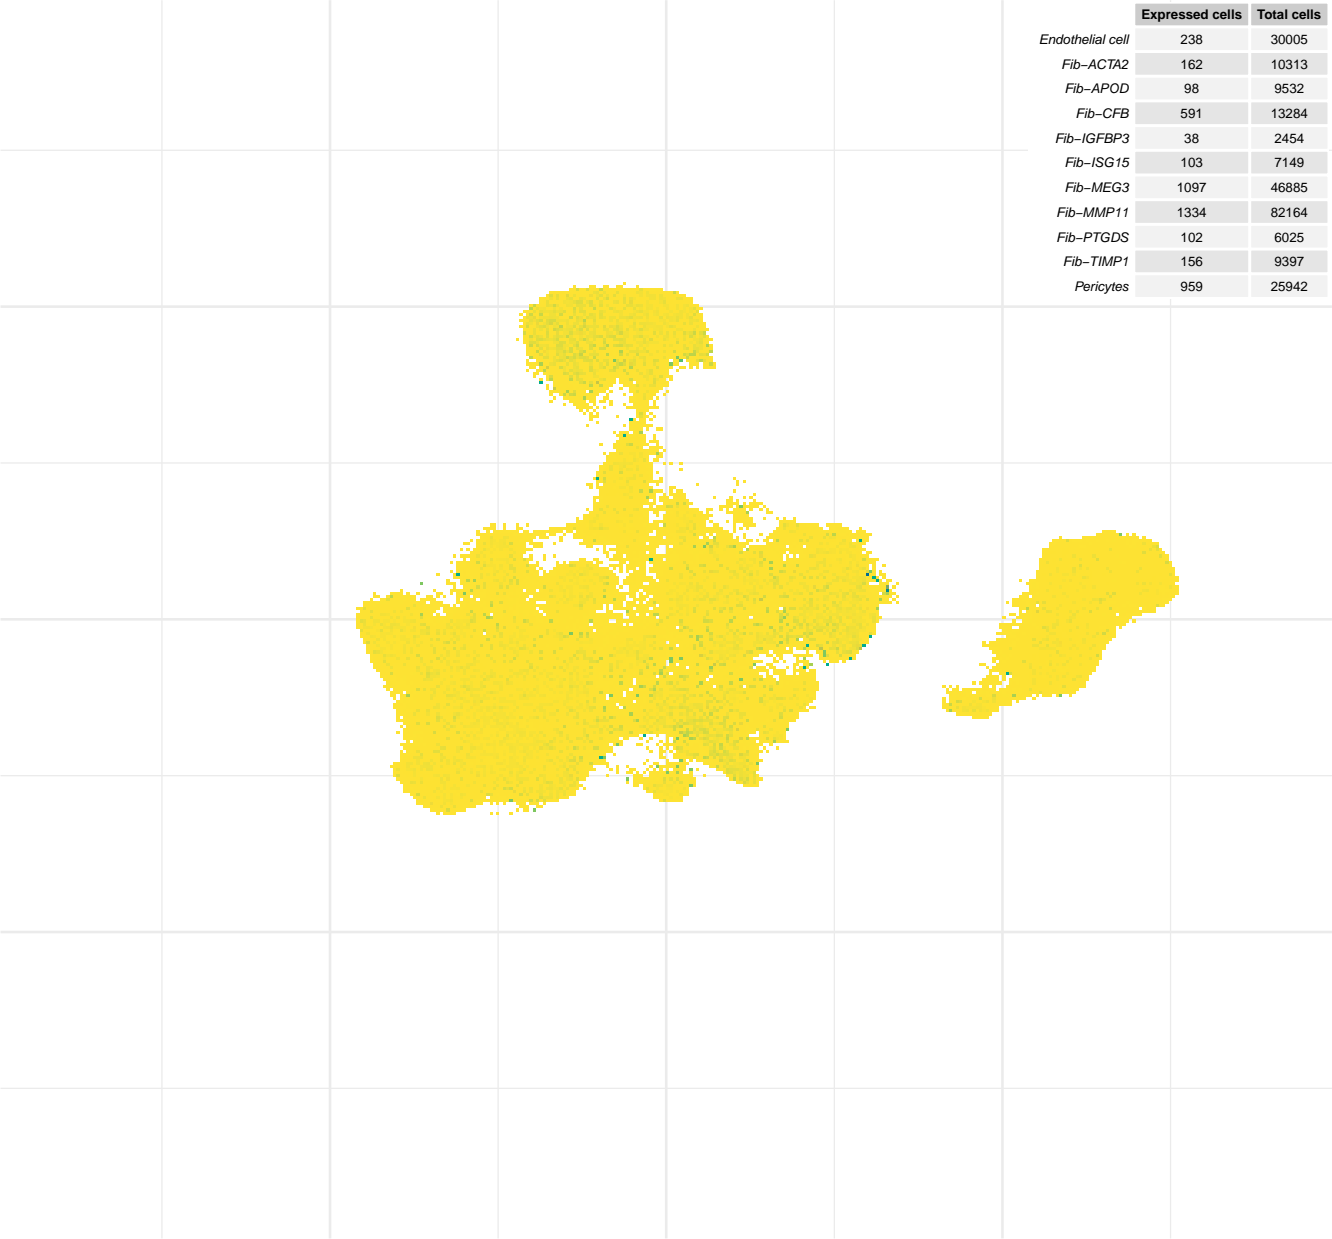 Expressed cells Total cells
Endothelial cell 238 30005
Fib−ACTA2 162 10313
Fib−APOD 98 9532
Fib−CFB 591 13284
Fib−IGFBP3 38 2454
Fib−ISG15 103 7149
Fib−MEG3 1097 46885
Fib−MMP11 1334 82164
Fib−PTGDS 102 6025
Fib−TIMP1 156 9397
Pericytes 959 25942